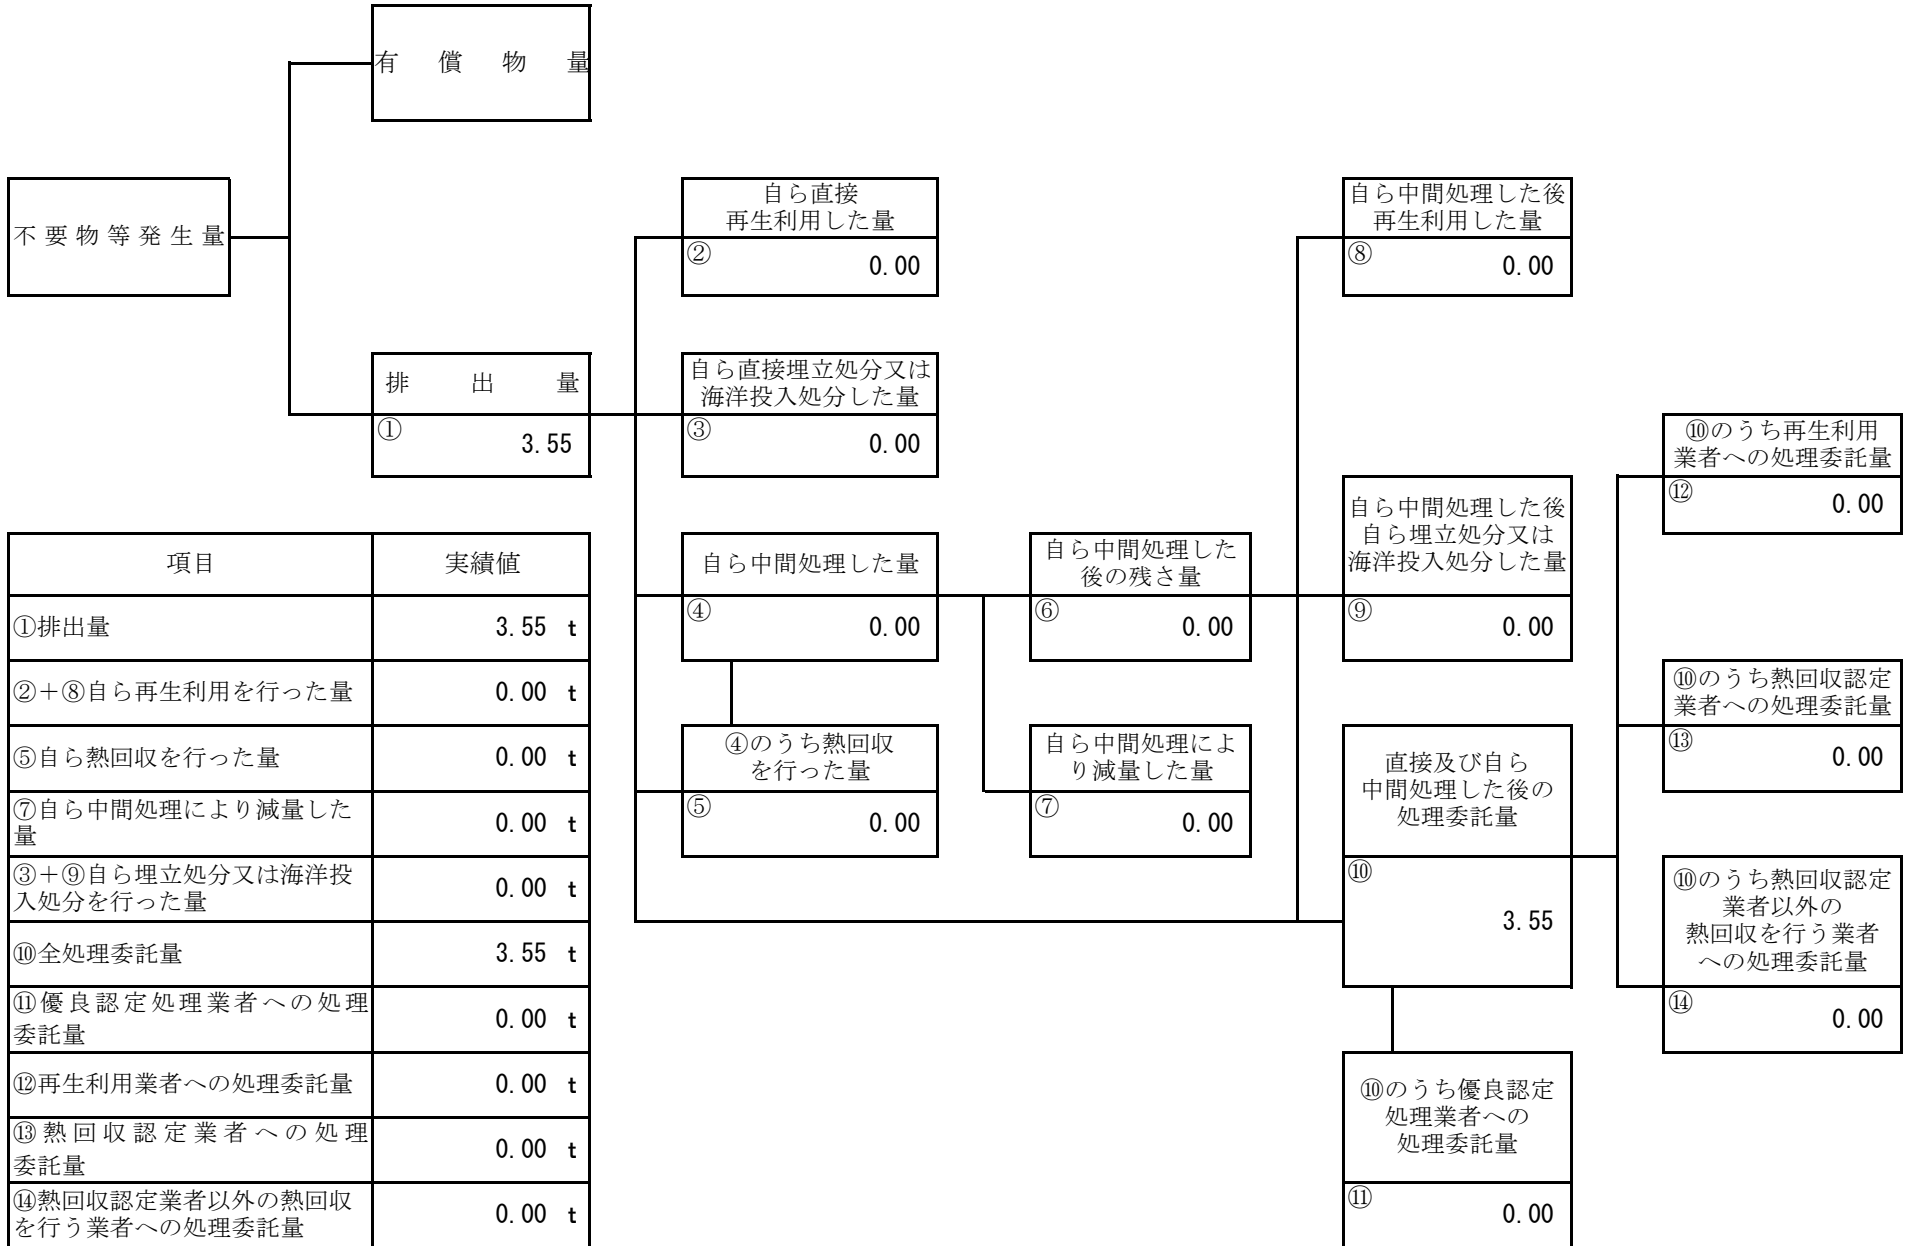 有償物量
不要物等発生量
自ら直接
再生利用した量
②
0.00
自ら中間処理した後
再生利用した量
⑧
0.00
排出量
①
3.55
自ら直接埋立処分又は
海洋投入処分した量
③
0.00
⑩のうち再生利用
業者への処理委託量
⑫
0.00
自ら中間処理した量
④
0.00
自ら中間処理した
後の残さ量
⑥
0.00
自ら中間処理した後
自ら埋立処分又は
海洋投入処分した量
⑨
0.00
⑩のうち熱回収認定
業者への処理委託量
⑬
0.00
④のうち熱回収
を行った量
⑤
0.00
自ら中間処理によ
り減量した量
⑦
0.00
直接及び自ら
中間処理した後の
処理委託量
⑩
3.55
⑩のうち熱回収認定
業者以外の
熱回収を行う業者
への処理委託量
⑭
0.00
⑩のうち優良認定
処理業者への
処理委託量
⑪
0.00
項目 実績値
①排出量 3.55 t
②＋⑧自ら再生利用を行った量 0.00 t
⑤自ら熱回収を行った量 0.00 t
⑦自ら中間処理により減量した
量 0.00 t
③＋⑨自ら埋立処分又は海洋投
入処分を行った量 0.00 t
⑩全処理委託量 3.55 t
⑪優良認定処理業者への処理
委託量 0.00 t
⑫再生利用業者への処理委託量 0.00 t
⑬熱回収認定業者への処理
委託量 0.00 t
⑭熱回収認定業者以外の熱回収
を行う業者への処理委託量 0.00 t